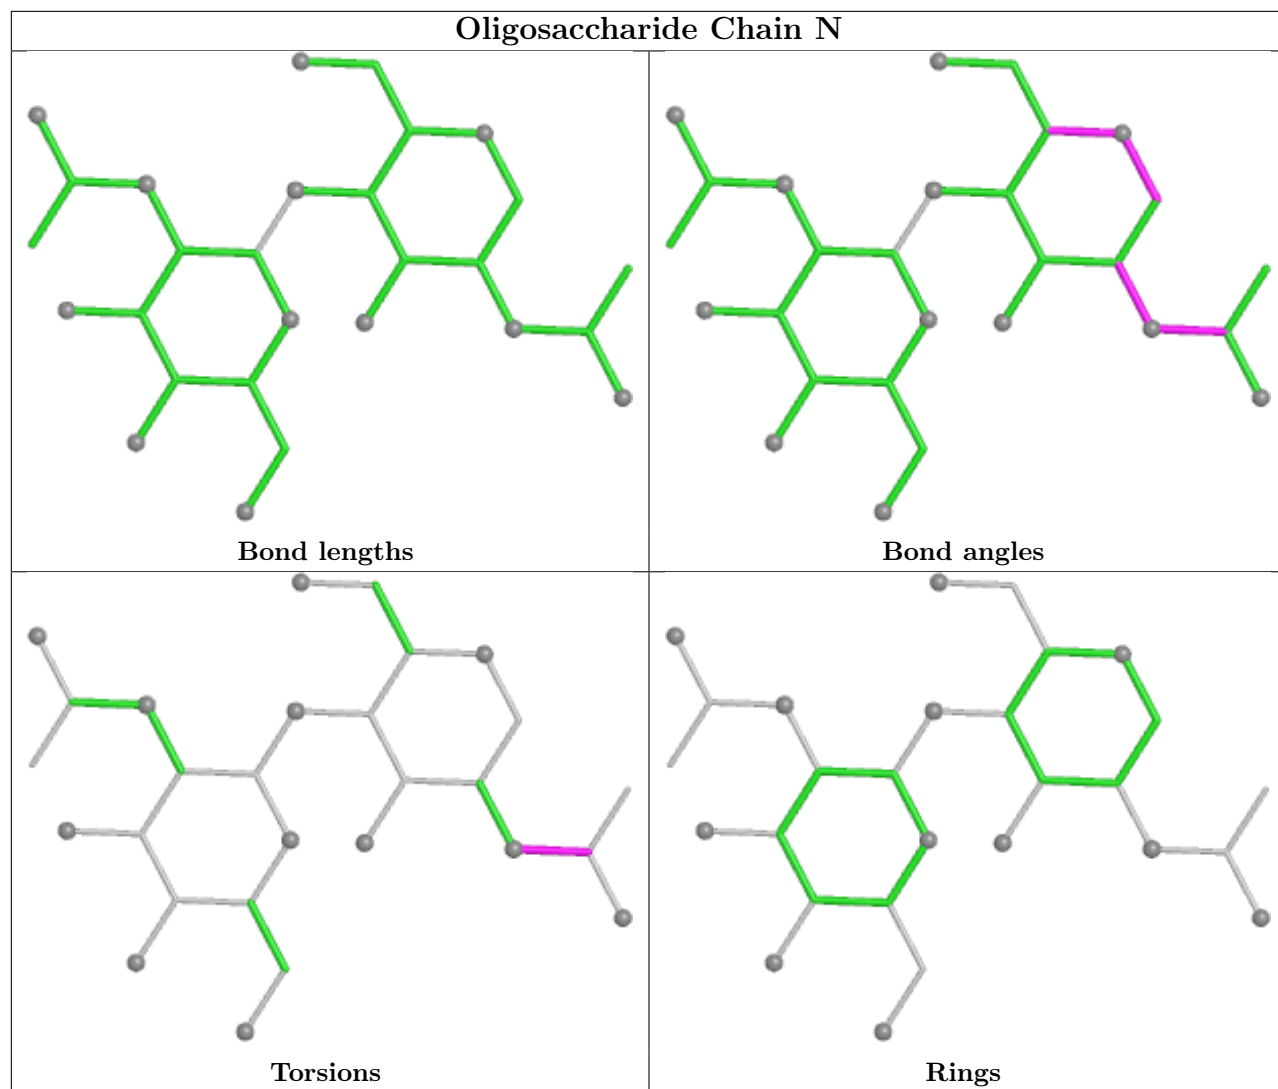 Oligosaccharide Chain N
Bond lengths
Bond angles
Torsions
Rings